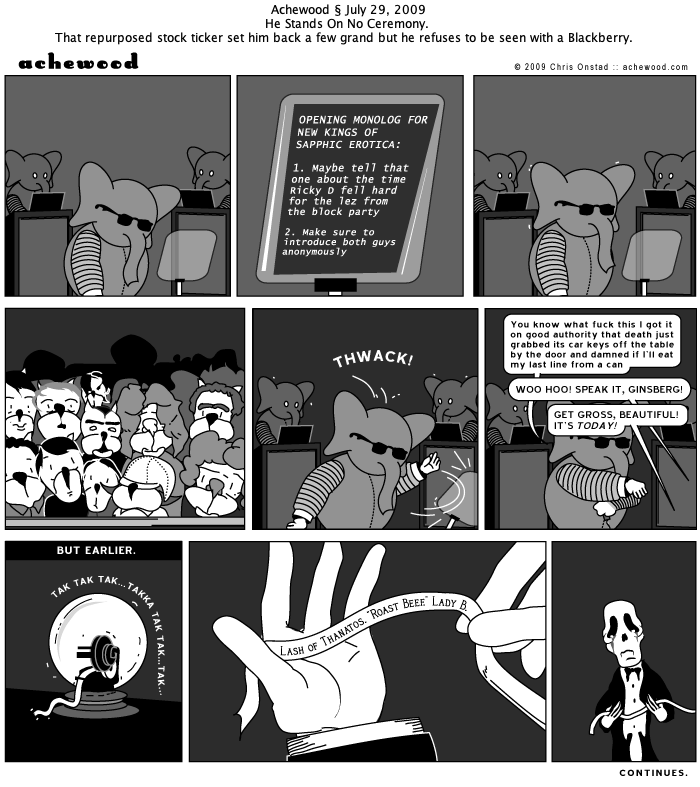 Achewood § July 29, 2009
He Stands On No Ceremony.
That repurposed stock ticker set him back a few grand but he refuses to be seen with a Blackberry.
achewood
© 2009 Chris Onstad :: achewood.com
OPENING MONOLOG FOR
NEW KINGS OF
SAPPHIC EROTICA:
1. Maybe tell that
one about the time
Ricky D fell hard
for the lez from
the block party
2. Make sure to
introduce both guys
anonymously
THWACK!
You know what fuck this I got it
on good authority that death just
grabbed its car keys off the table
by the door and damned if I'll eat
my last line from a can
WOO HOO! SPEAK IT, GINSBERG!
GET GROSS, BEAUTIFUL!
IT'S TODAY!
BUT EARLIER.
TAK TAK TAK...TAKKA TAK TAK...TAK...
LASH OF THANATOS. "ROAST BEEF" LADY B.
CONTINUES.